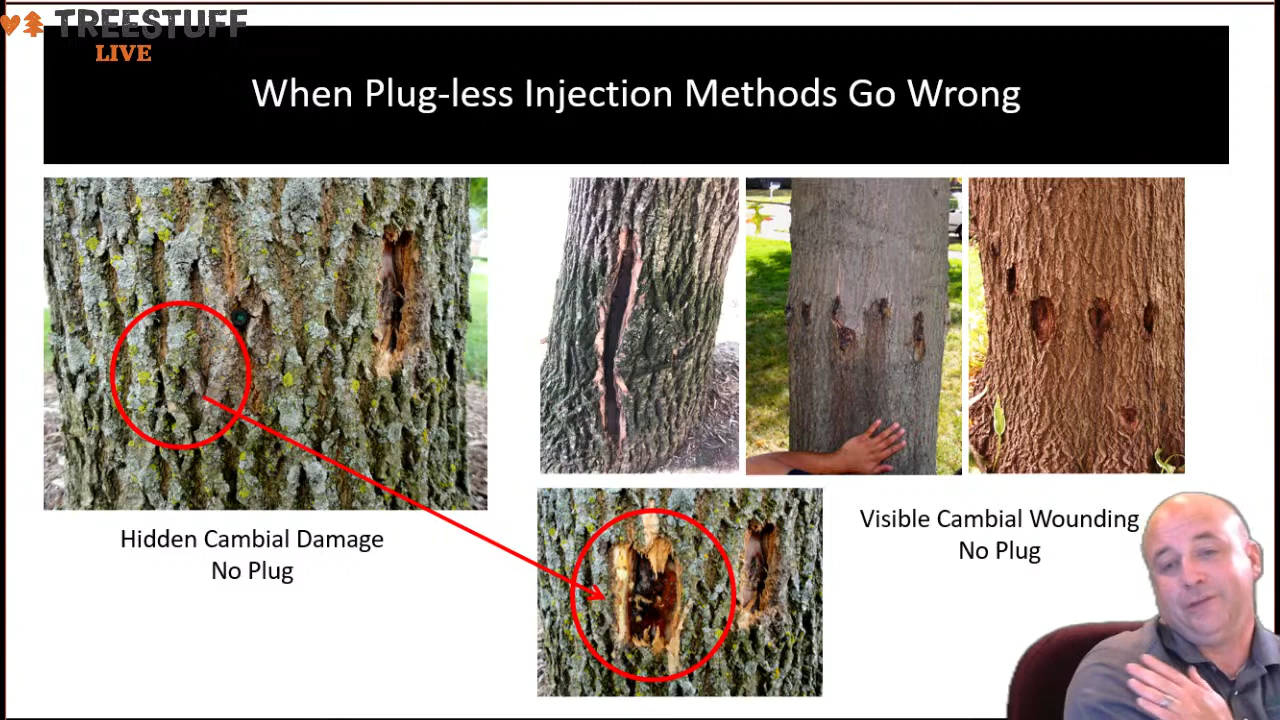 TREESTUFF
LIVE
When Plug-less Injection Methods Go Wrong
Hidden Cambial Damage
No Plug
Visible Cambial Wounding
No Plug